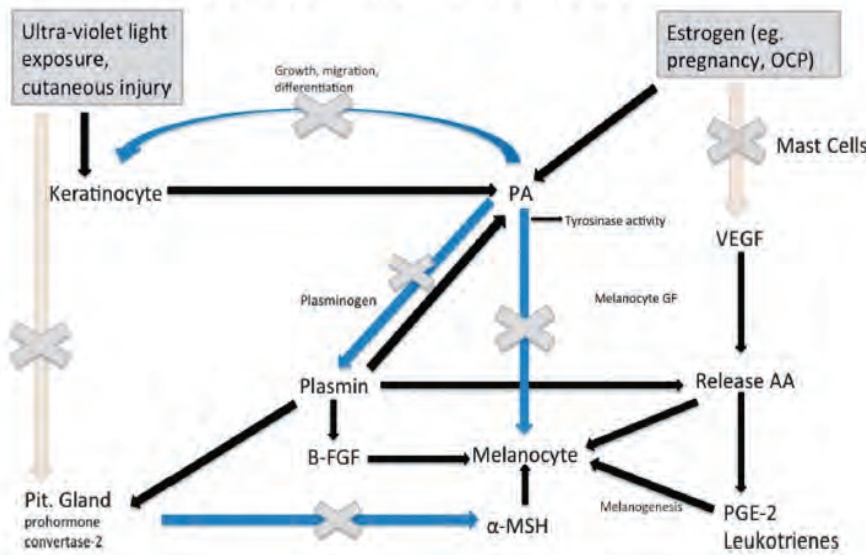 Ultra-violet light
exposure,
cutaneous injury
Estrogen (eg.
pregnancy, OCP)
Growth, migration,
differentiation
Mast Cells
Keratinocyte
PA
Tyrosinase activity
VEGF
Plasminogen
Melanocyte GF
Plasmin
Release AA
B-FGF
Melanocyte
Pit. Gland
prohormone
convertase-2
α-MSH
Melanogenesis
PGE-2
Leukotrienes